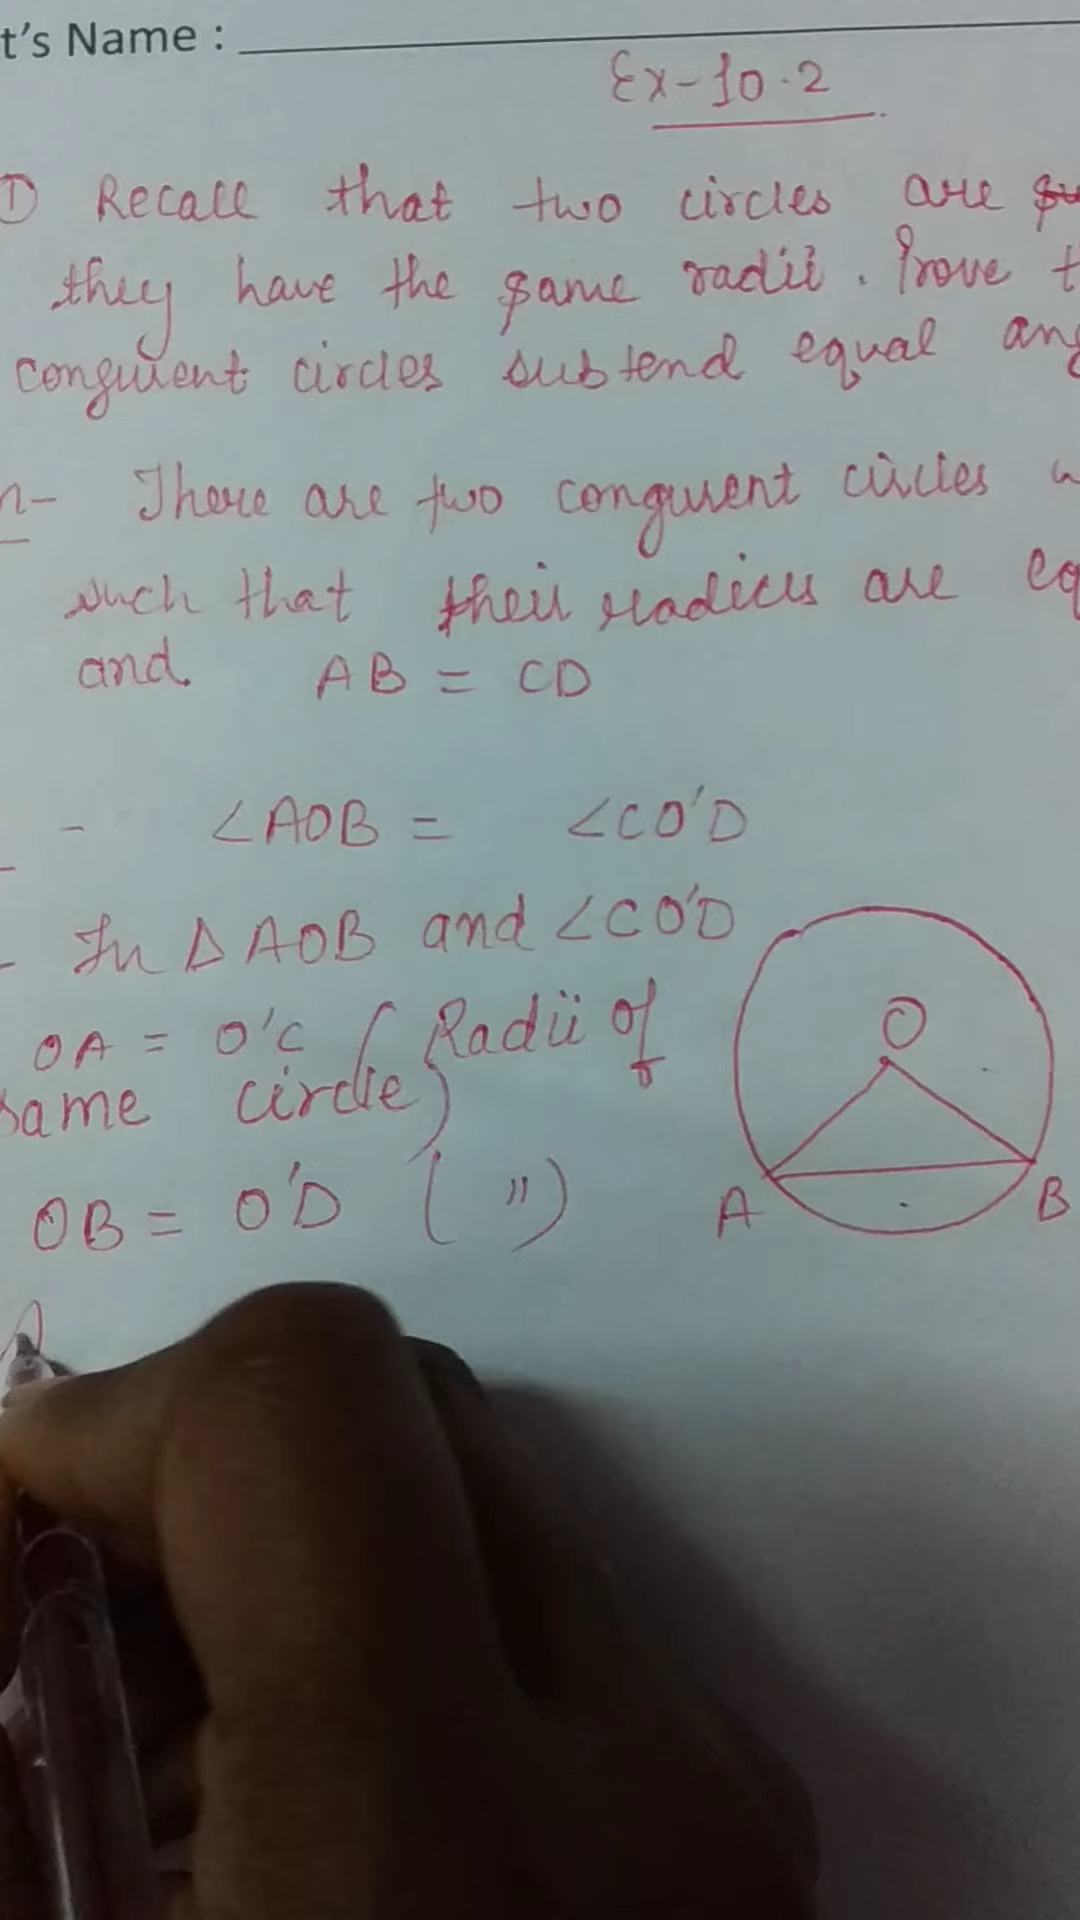 t's Name :
Ex-10.2
① Recall that two circles are
they have the same radii. Prove t
congruent circles subtend equal ang
n- There are two congruent circles w
such that their radius are eq
and AB = CD
- ∠AOB = ∠CO'D
- In △AOB and ∠CO'D
OA = O'C ( Radii of
same circle)
OB = O'D ( " )
O
A B